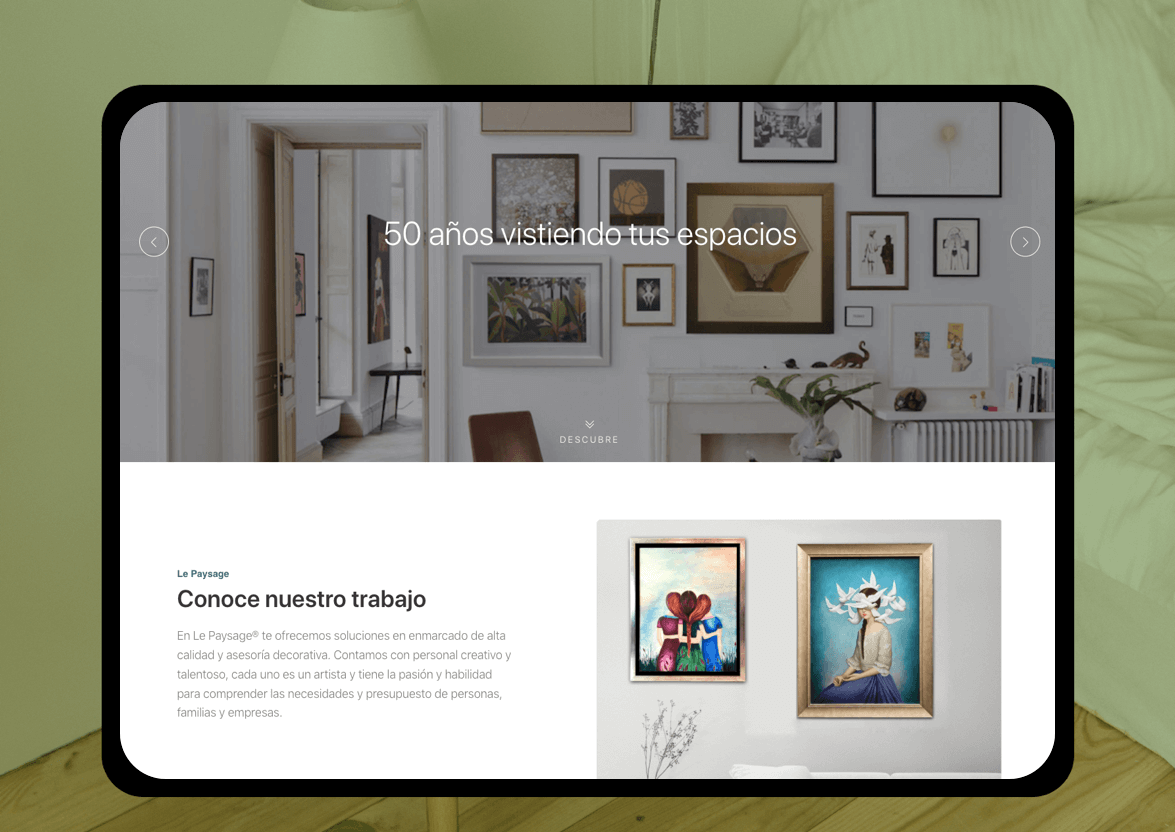 50 años vistiendo tus espacios
DESCUBRE
Le Paysage
Conoce nuestro trabajo
En Le Paysage® te ofrecemos soluciones en enmarcado de alta
calidad y asesoría decorativa. Contamos con personal creativo y
talentoso, cada uno es un artista y tiene la pasión y habilidad
para comprender las necesidades y presupuesto de personas,
familias y empresas.